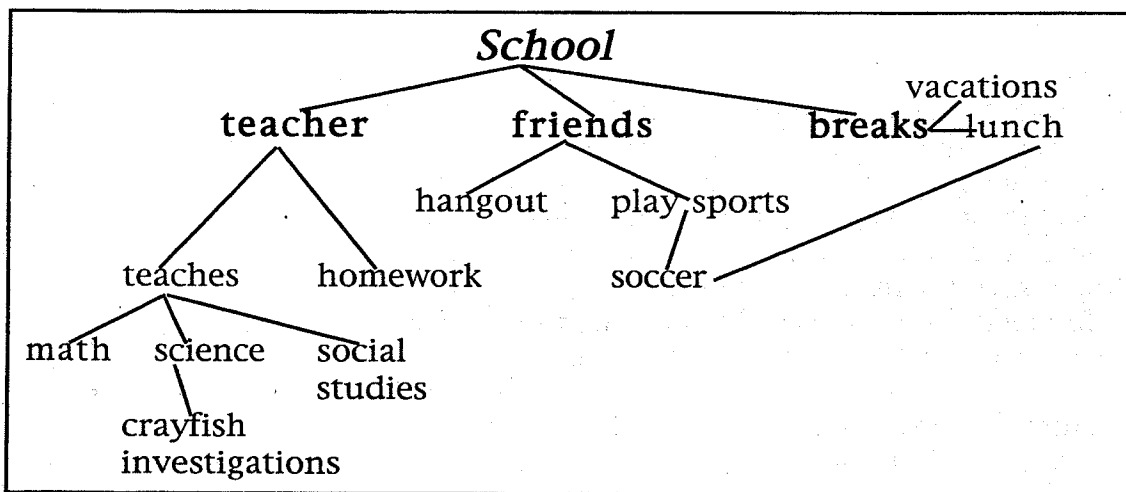 School
vacations
teacher friends breaks lunch
hangout play sports
teaches homework soccer
math science social
studies
crayfish
investigations